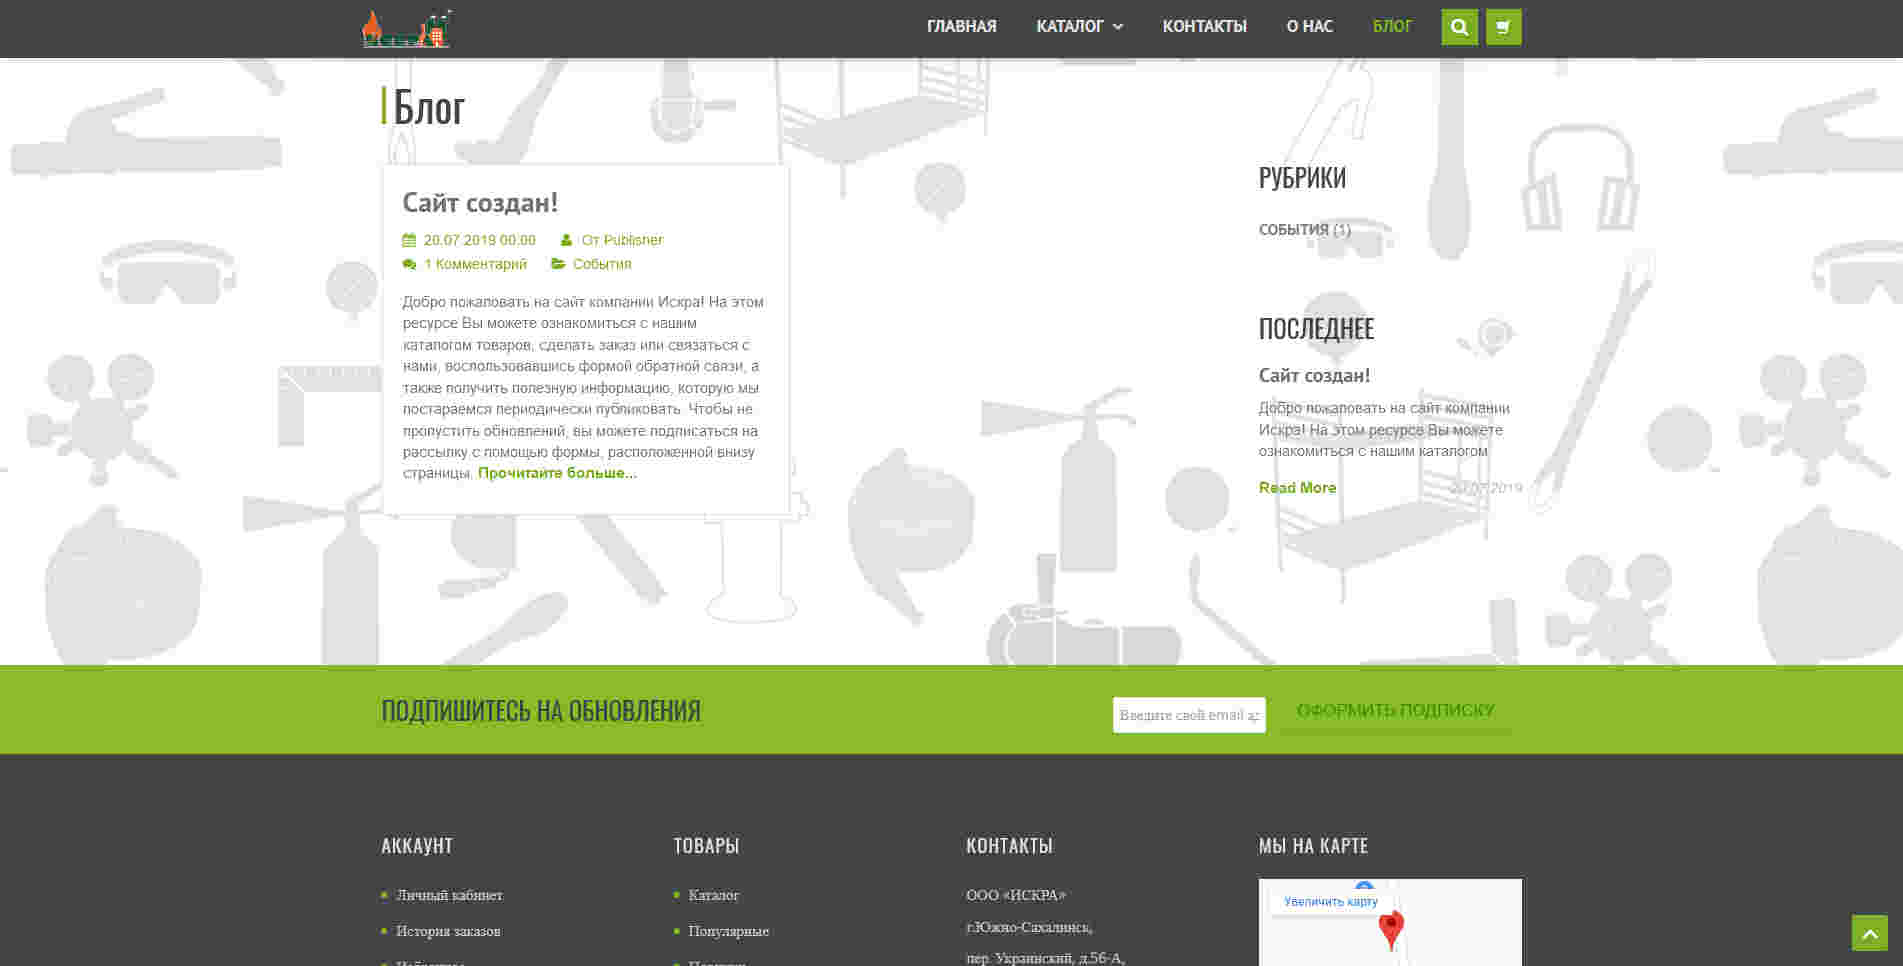 ГЛАВНАЯ КАТАЛОГ КОНТАКТЫ О НАС БЛОГ
Блог
Сайт создан!
20.07.2019 00:00 От Publisher
1 Комментарий События
Добро пожаловать на сайт компании Искра! На этом
ресурсе Вы можете ознакомиться с нашим
каталогом товаров, сделать заказ или связаться с
нами, воспользовавшись формой обратной связи, а
также получить полезную информацию, которую мы
постараемся периодически публиковать. Чтобы не
пропустить обновлений, вы можете подписаться на
рассылку с помощью формы, расположенной внизу
страницы. Прочитайте больше...
РУБРИКИ
СОБЫТИЯ (1)
ПОСЛЕДНЕЕ
Сайт создан!
Добро пожаловать на сайт компании
Искра! На этом ресурсе Вы можете
ознакомиться с нашим каталогом
Read More 20.07.2019
ПОДПИШИТЕСЬ НА ОБНОВЛЕНИЯ
Введите свой email ад
ОФОРМИТЬ ПОДПИСКУ
АККАУНТ
Личный кабинет
История заказов
ТОВАРЫ
Каталог
Популярные
КОНТАКТЫ
ООО «ИСКРА»
г.Южно-Сахалинск,
пер. Украинский, д.56-А,
МЫ НА КАРТЕ
Увеличить карту